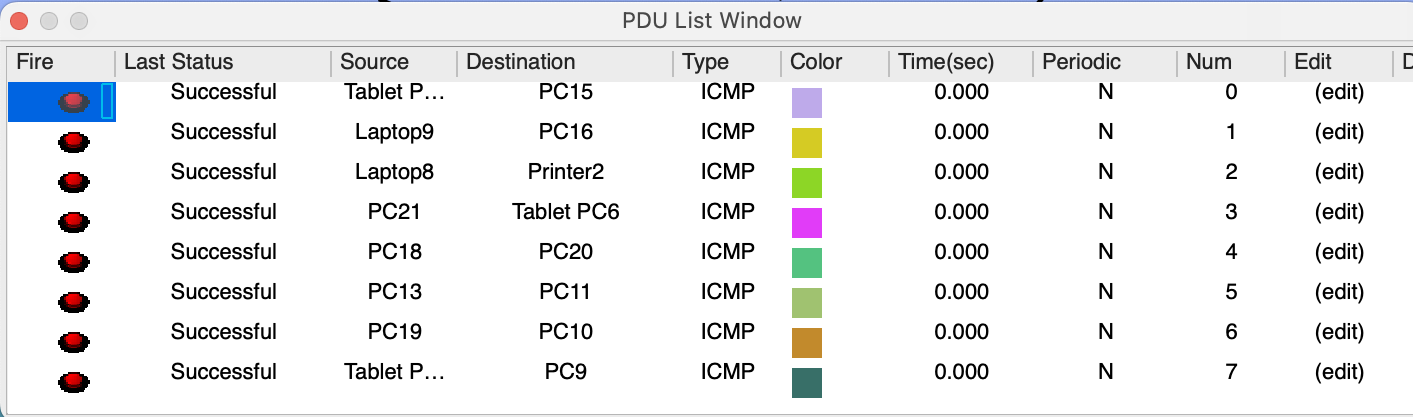 PDU List Window
Fire Last Status Source Destination Type Color Time(sec) Periodic Num Edit D
Successful Tablet P... PC15 ICMP 0.000 N 0 (edit)
Successful Laptop9 PC16 ICMP 0.000 N 1 (edit)
Successful Laptop8 Printer2 ICMP 0.000 N 2 (edit)
Successful PC21 Tablet PC6 ICMP 0.000 N 3 (edit)
Successful PC18 PC20 ICMP 0.000 N 4 (edit)
Successful PC13 PC11 ICMP 0.000 N 5 (edit)
Successful PC19 PC10 ICMP 0.000 N 6 (edit)
Successful Tablet P... PC9 ICMP 0.000 N 7 (edit)